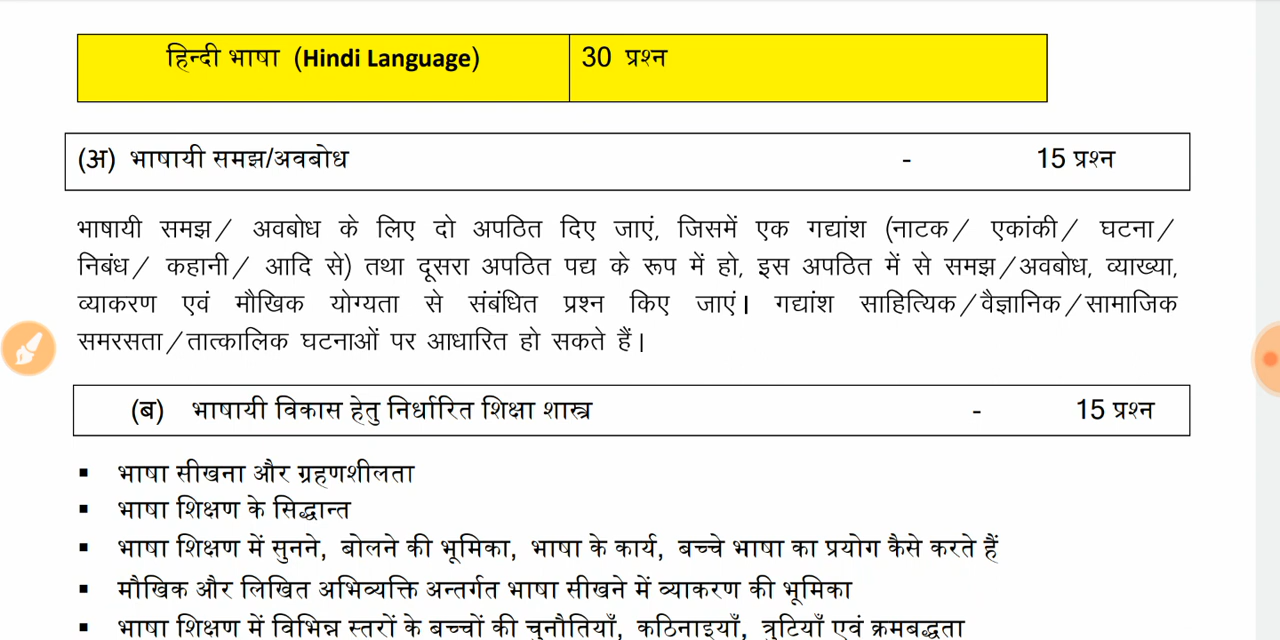 हिन्दी भाषा (Hindi Language) 30 प्रश्न
(अ) भाषायी समझ/अवबोध - 15 प्रश्न
भाषायी समझ/ अवबोध के लिए दो अपठित दिए जाएं, जिसमें एक गद्यांश (नाटक/ एकांकी/ घटना/
निबंध/ कहानी/ आदि से) तथा दूसरा अपठित पद्य के रूप में हो, इस अपठित में से समझ/अवबोध, व्याख्या,
व्याकरण एवं मौखिक योग्यता से संबंधित प्रश्न किए जाएं। गद्यांश साहित्यिक/वैज्ञानिक/सामाजिक
समरसता/तात्कालिक घटनाओं पर आधारित हो सकते हैं।
(ब) भाषायी विकास हेतु निर्धारित शिक्षा शास्त्र - 15 प्रश्न
▪ भाषा सीखना और ग्रहणशीलता
▪ भाषा शिक्षण के सिद्धान्त
▪ भाषा शिक्षण में सुनने, बोलने की भूमिका, भाषा के कार्य, बच्चे भाषा का प्रयोग कैसे करते हैं
▪ मौखिक और लिखित अभिव्यक्ति अन्तर्गत भाषा सीखने में व्याकरण की भूमिका
▪ भाषा शिक्षण में विभिन्न स्तरों के बच्चों की चुनौतियाँ, कठिनाइयाँ, त्रुटियाँ एवं क्रमबद्धता